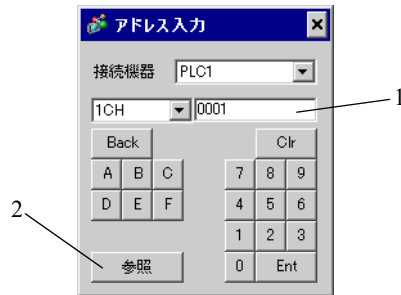 アドレス入力
接続機器 PLC1
1CH 0001
1
Back Clr
A B C 7 8 9
D E F 4 5 6
2
1 2 3
参照 0 Ent